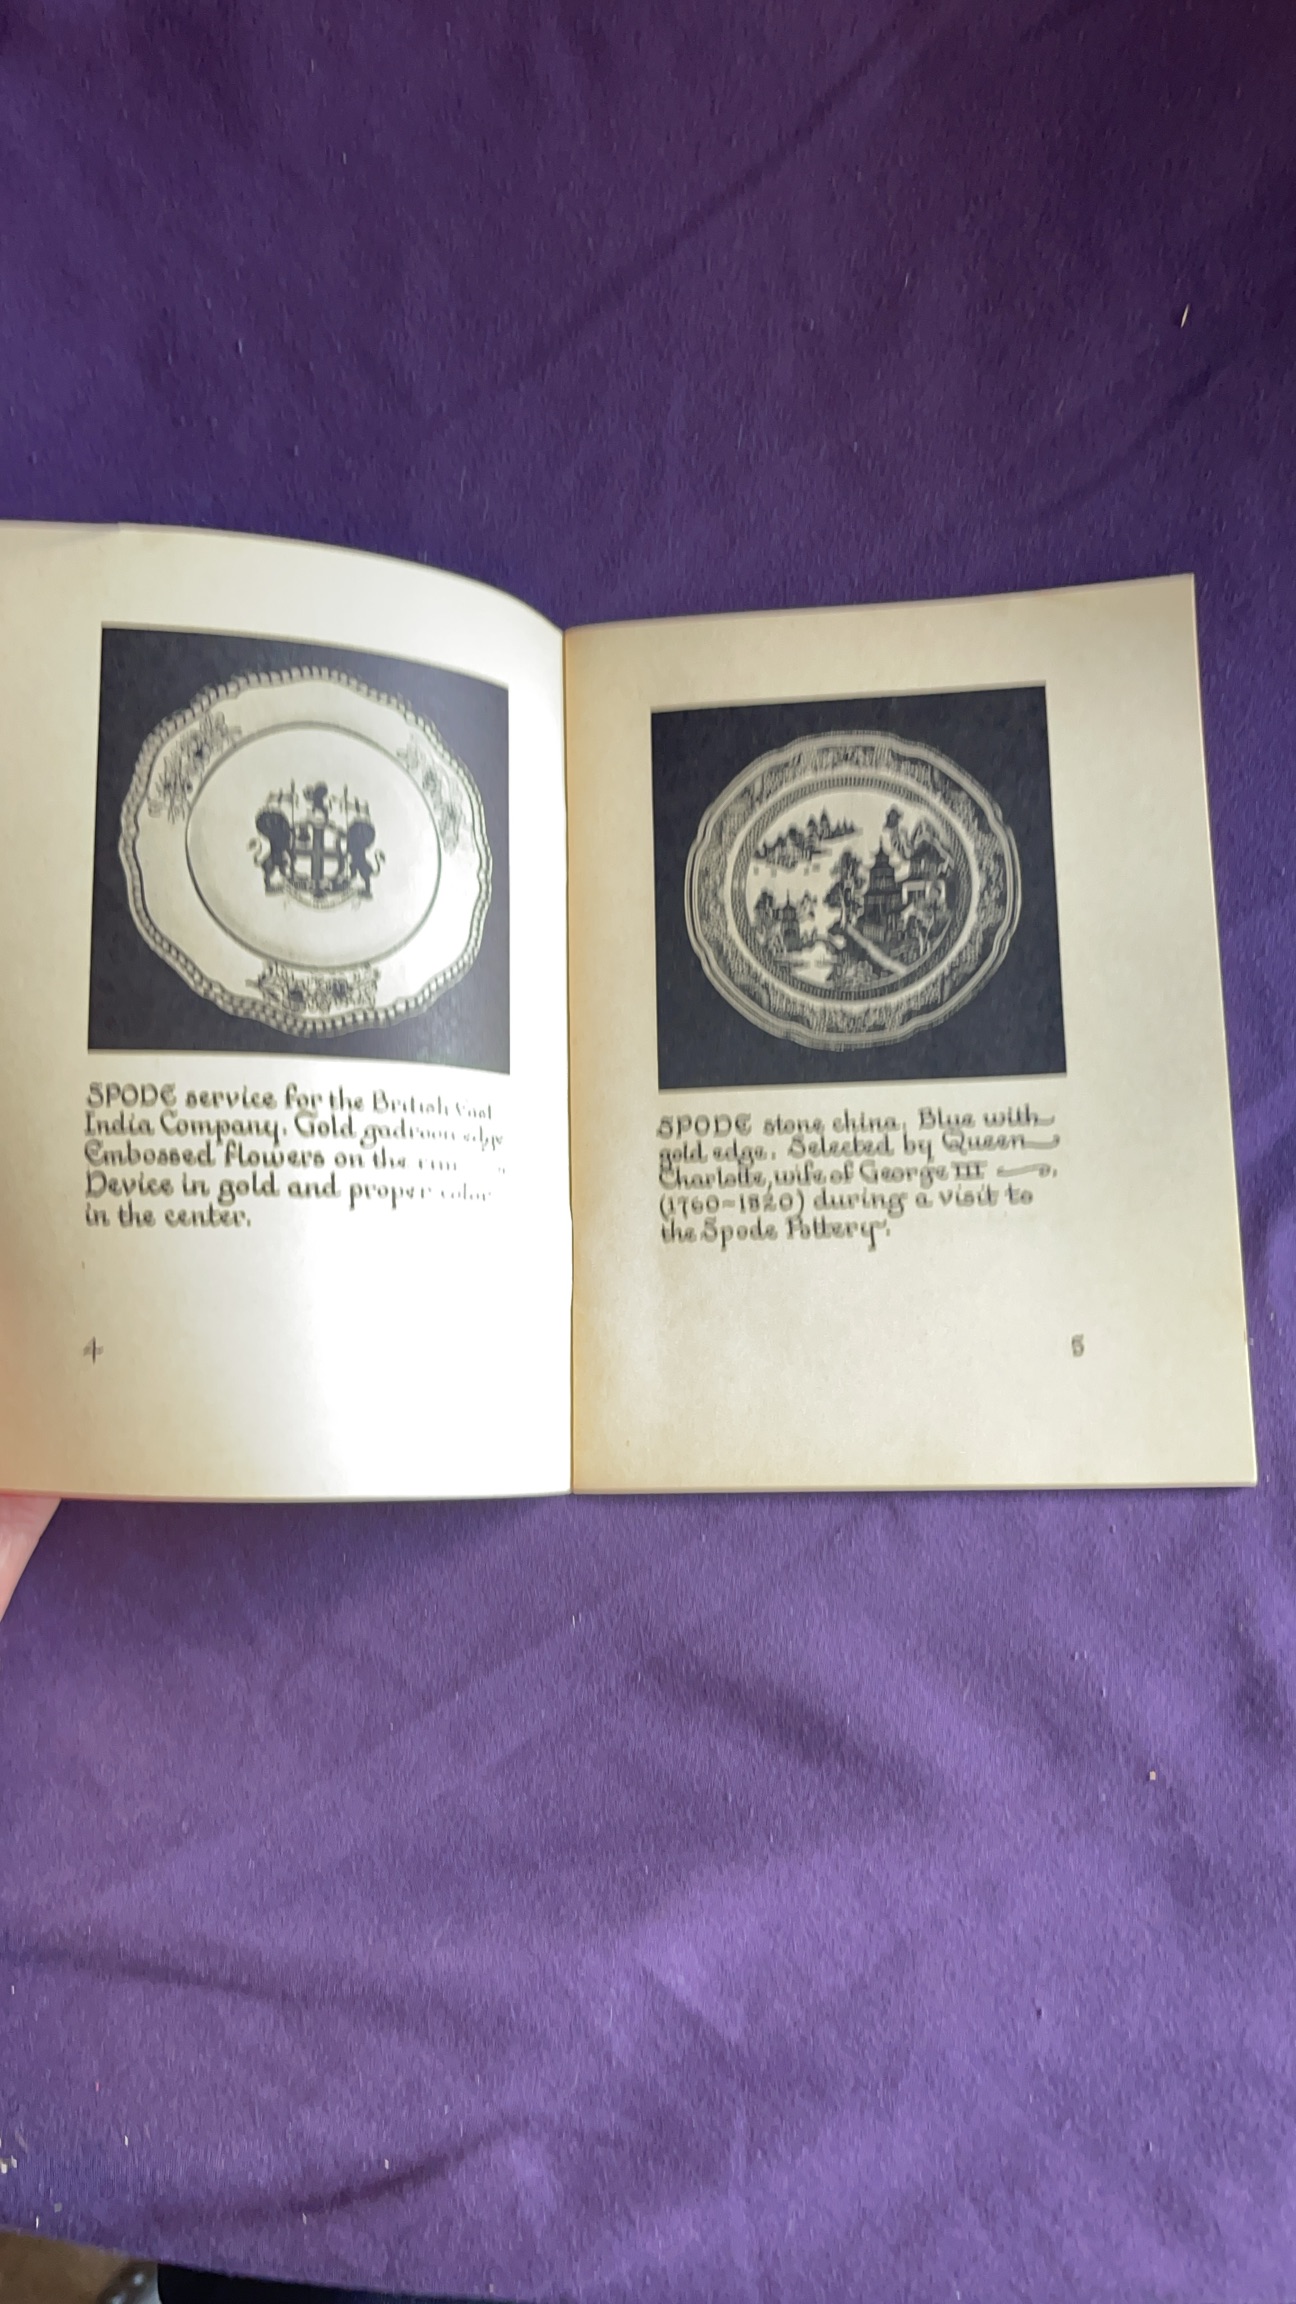 SPODE service for the British East
India Company. Gold gadroon edge
Embossed flowers on the rim
Device in gold and proper color
in the center.
4
SPODE stone china. Blue with
gold edge. Selected by Queen
Charlotte, wife of George III
(1760-1820) during a visit to
the Spode Pottery.
5